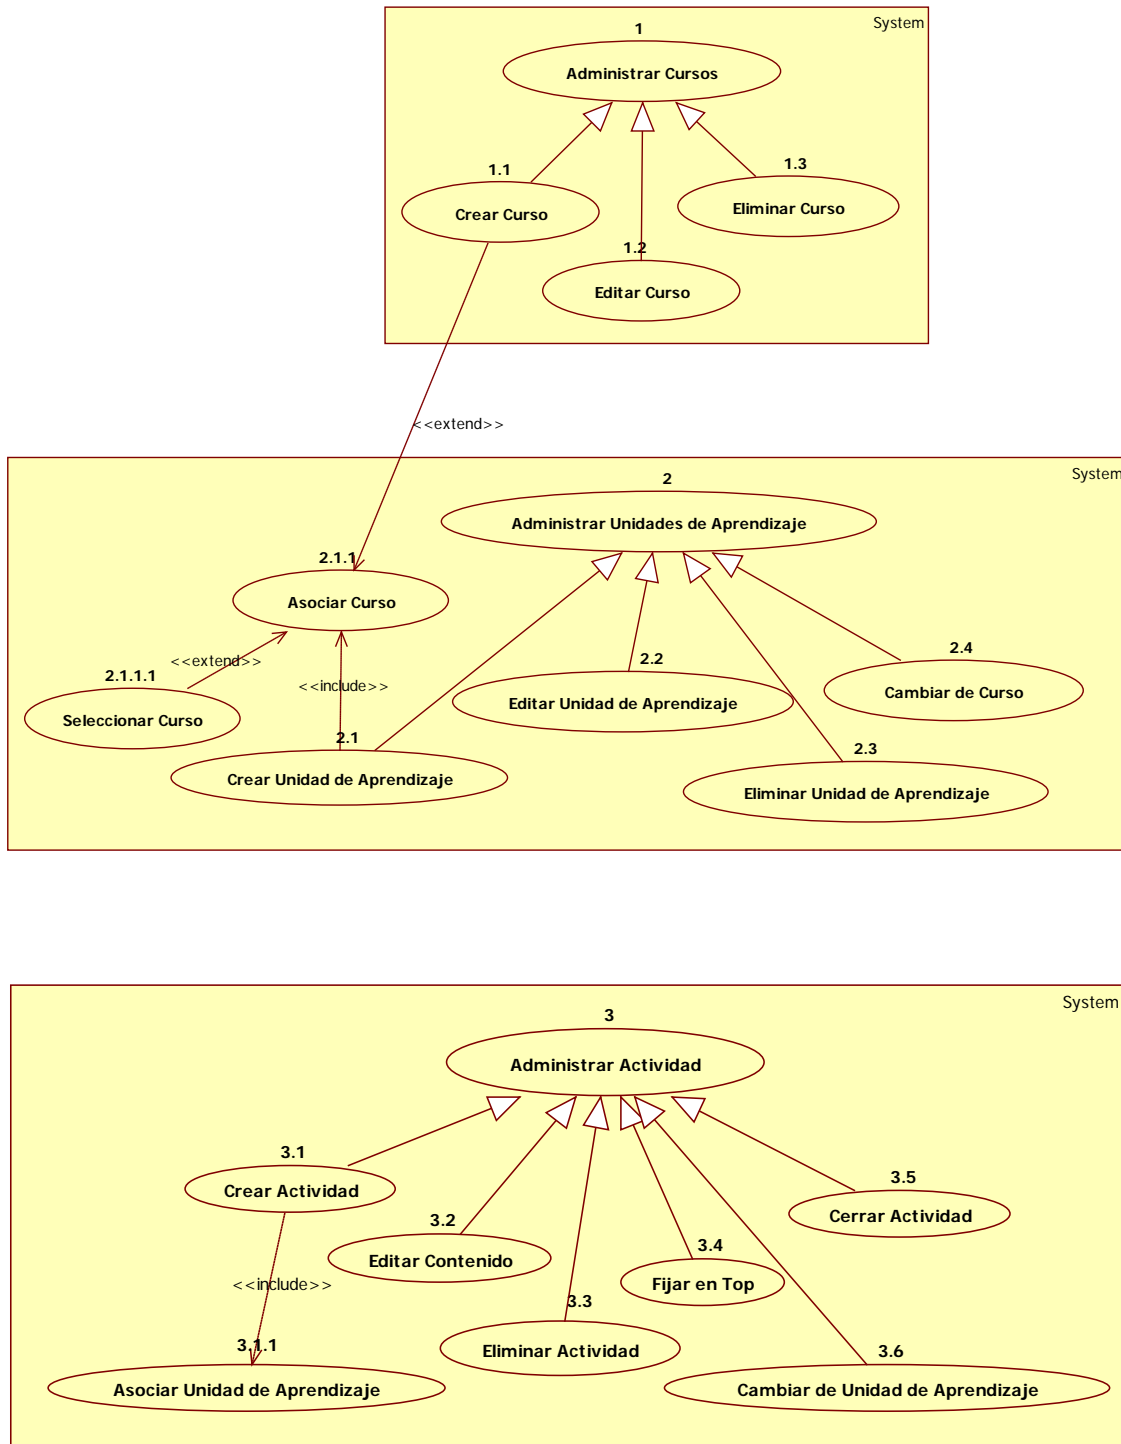 System
1
Administrar Cursos
1.1
Crear Curso
1.3
Eliminar Curso
1.2
Editar Curso
<<extend>>
System
2
Administrar Unidades de Aprendizaje
2.1.1
Asociar Curso
<<extend>>
2.1.1.1
Seleccionar Curso
<<include>>
2.2
Editar Unidad de Aprendizaje
2.4
Cambiar de Curso
2.1
Crear Unidad de Aprendizaje
2.3
Eliminar Unidad de Aprendizaje
System
3
Administrar Actividad
3.1
Crear Actividad
3.5
Cerrar Actividad
3.2
Editar Contenido
3.4
Fijar en Top
<<include>>
3.3
Eliminar Actividad
3.1.1
Asociar Unidad de Aprendizaje
3.6
Cambiar de Unidad de Aprendizaje